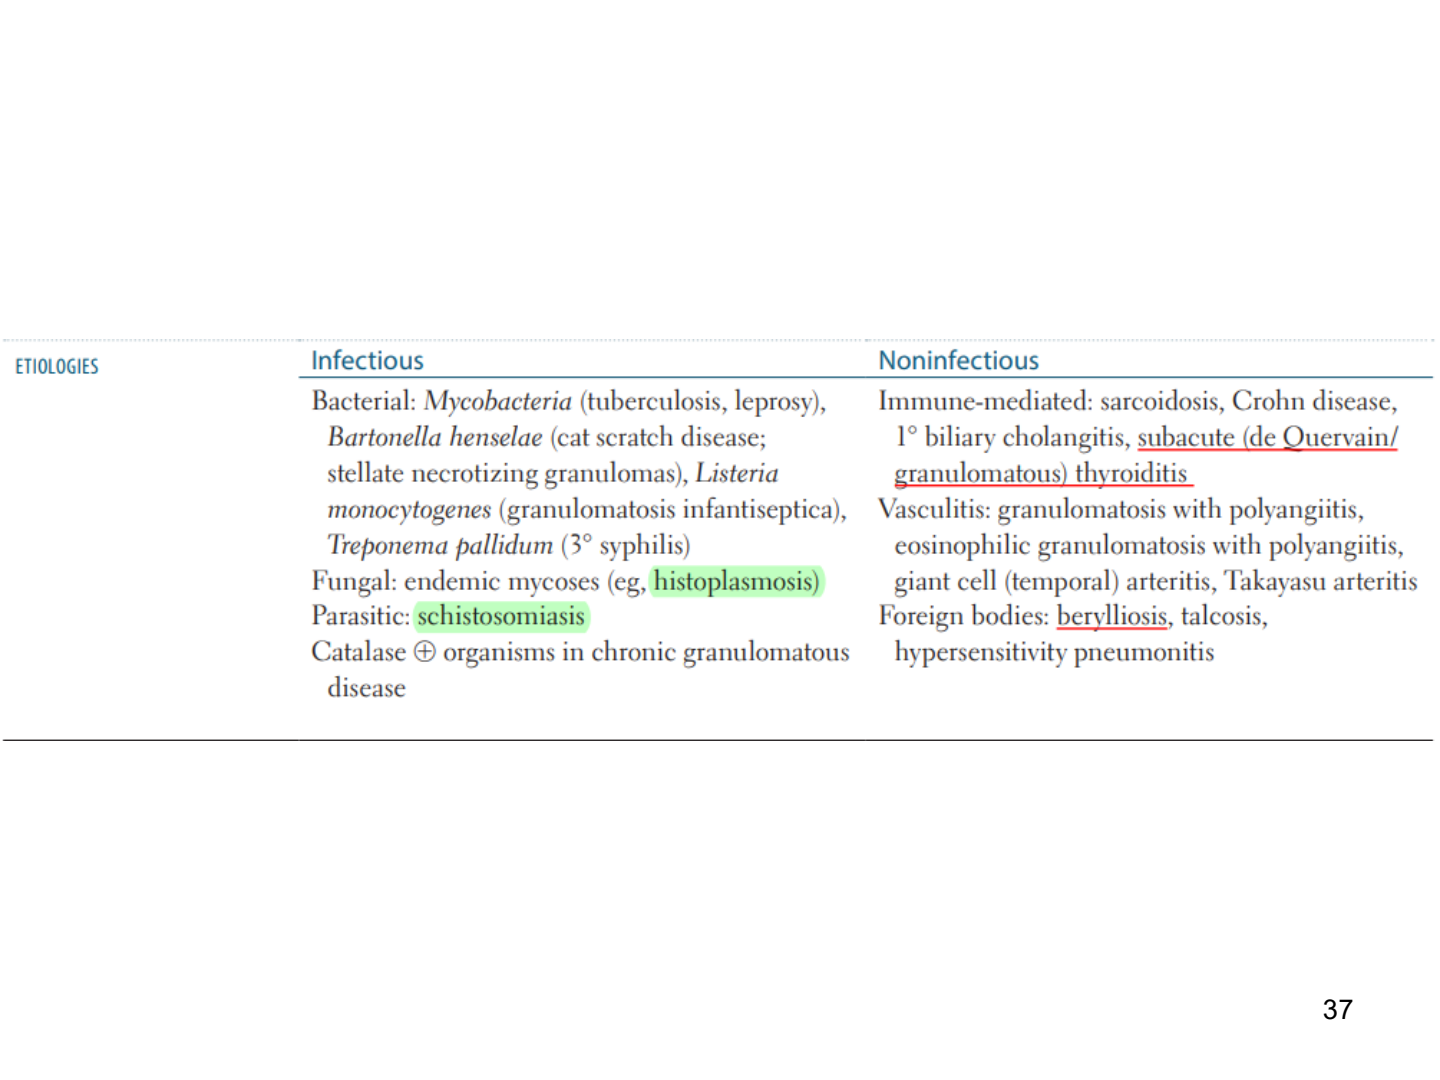 ETIOLOGIES
Infectious
Bacterial: Mycobacteria (tuberculosis, leprosy),
Bartonella henselae (cat scratch disease;
stellate necrotizing granulomas), Listeria
monocytogenes (granulomatosis infantiseptica),
Treponema pallidum (3° syphilis)
Fungal: endemic mycoses (eg, histoplasmosis)
Parasitic: schistosomiasis
Catalase ⊕ organisms in chronic granulomatous
disease
Noninfectious
Immune-mediated: sarcoidosis, Crohn disease,
1° biliary cholangitis, subacute (de Quervain/
granulomatous) thyroiditis
Vasculitis: granulomatosis with polyangiitis,
eosinophilic granulomatosis with polyangiitis,
giant cell (temporal) arteritis, Takayasu arteritis
Foreign bodies: berylliosis, talcosis,
hypersensitivity pneumonitis
37